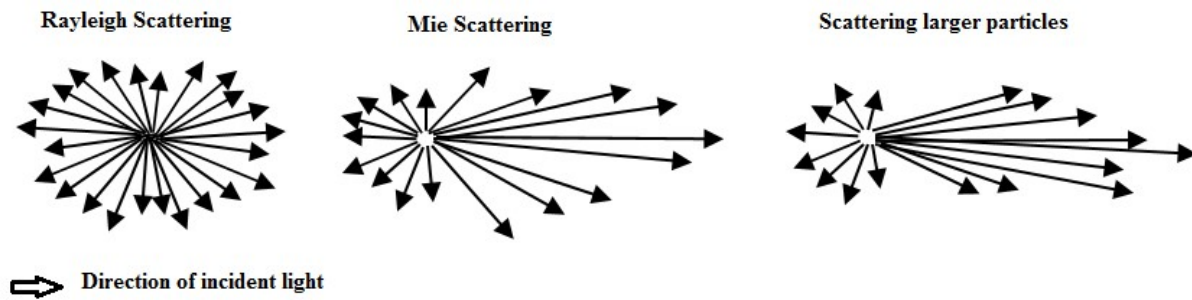 Rayleigh Scattering
Mie Scattering
Scattering larger particles
Direction of incident light